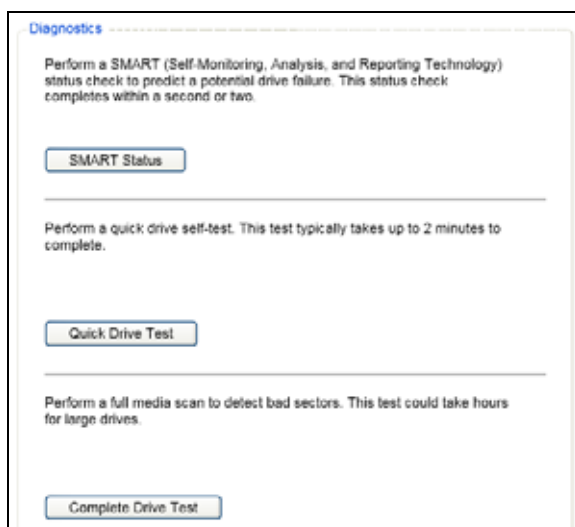 Diagnostics
Perform a SMART (Self-Monitoring, Analysis, and Reporting Technology)
status check to predict a potential drive failure. This status check
completes within a second or two.
SMART Status
Perform a quick drive self-test. This test typically takes up to 2 minutes to
complete.
Quick Drive Test
Perform a full media scan to detect bad sectors. This test could take hours
for large drives.
Complete Drive Test